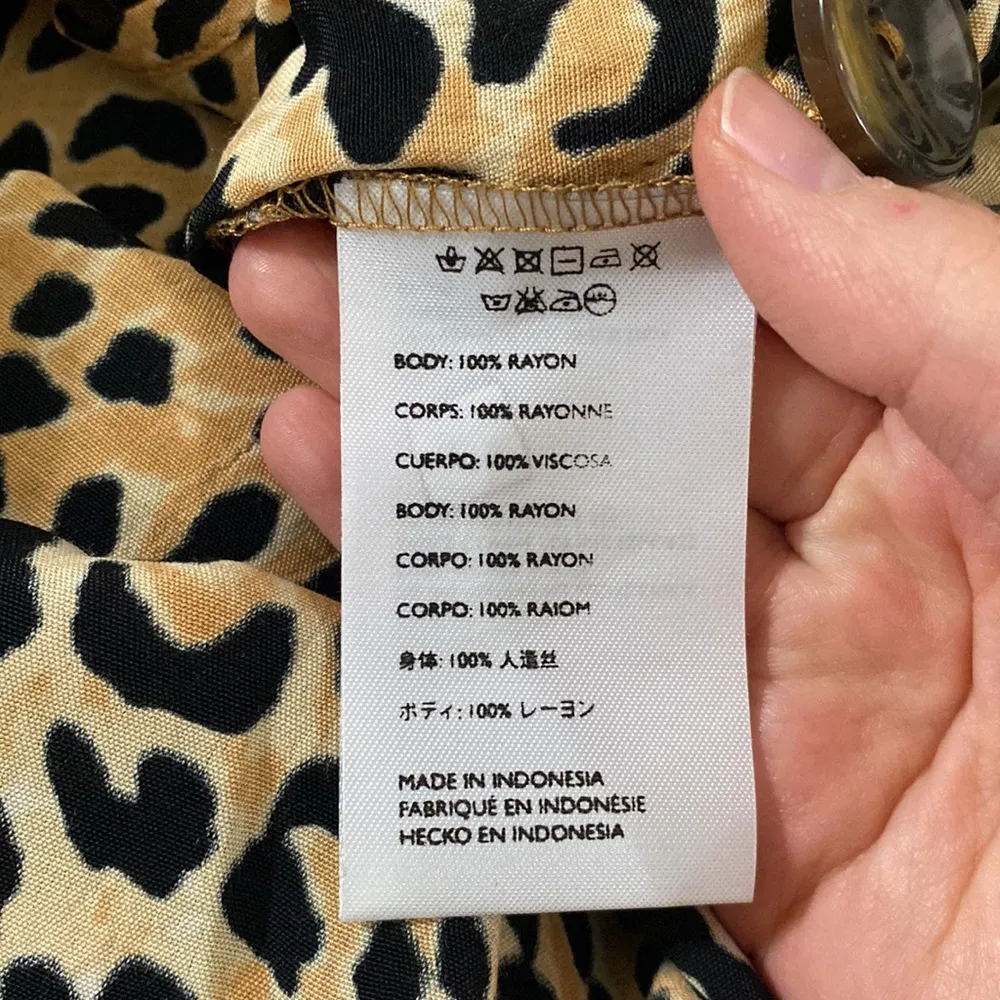 BODY: 100% RAYON
CORPS: 100% RAYONNE
CUERPO: 100% VISCOSA
BODY: 100% RAYON
CORPO: 100% RAYON
CORPO: 100% RAIOM
身体: 100% 人造丝
ボディ: 100% レーヨン
MADE IN INDONESIA
FABRIQUÉ EN INDONÉSIE
HECKO EN INDONESIA